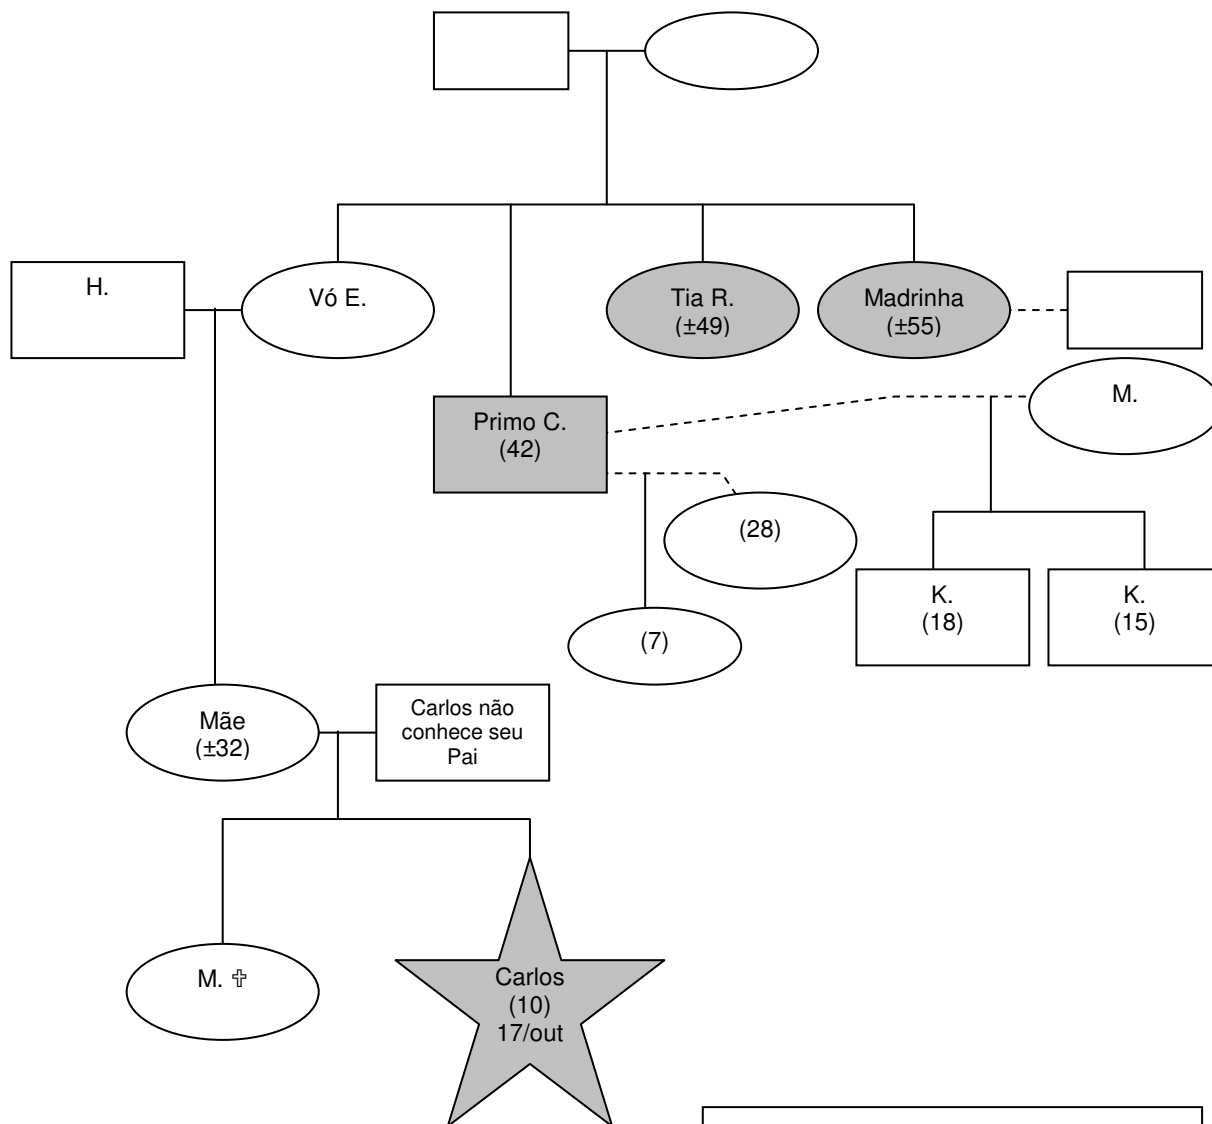 H.
Vó E.
Tia R.
(±49)
Madrinha
(±55)
M.
Primo C.
(42)
(28)
K.
(18)
K.
(15)
(7)
Mãe
(±32)
Carlos não
conhece seu
Pai
M. ✞
Carlos
(10)
17/out